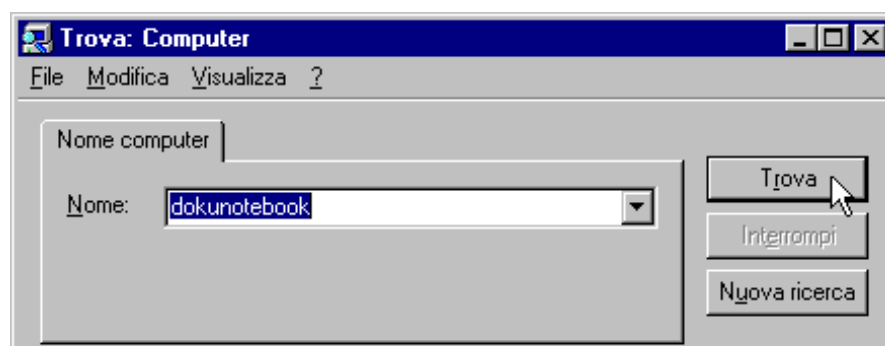 Trova: Computer
File Modifica Visualizza ?
Nome computer
Nome: dokunotebook
Trova
Interrompi
Nuova ricerca